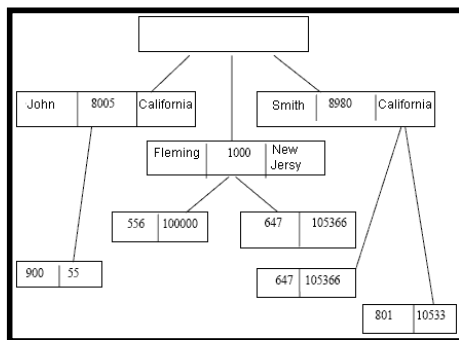 John 8005 California
Smith 8980 California
Fleming 1000 New
Jersy
556 100000
647 105366
900 55
647 105366
801 10533